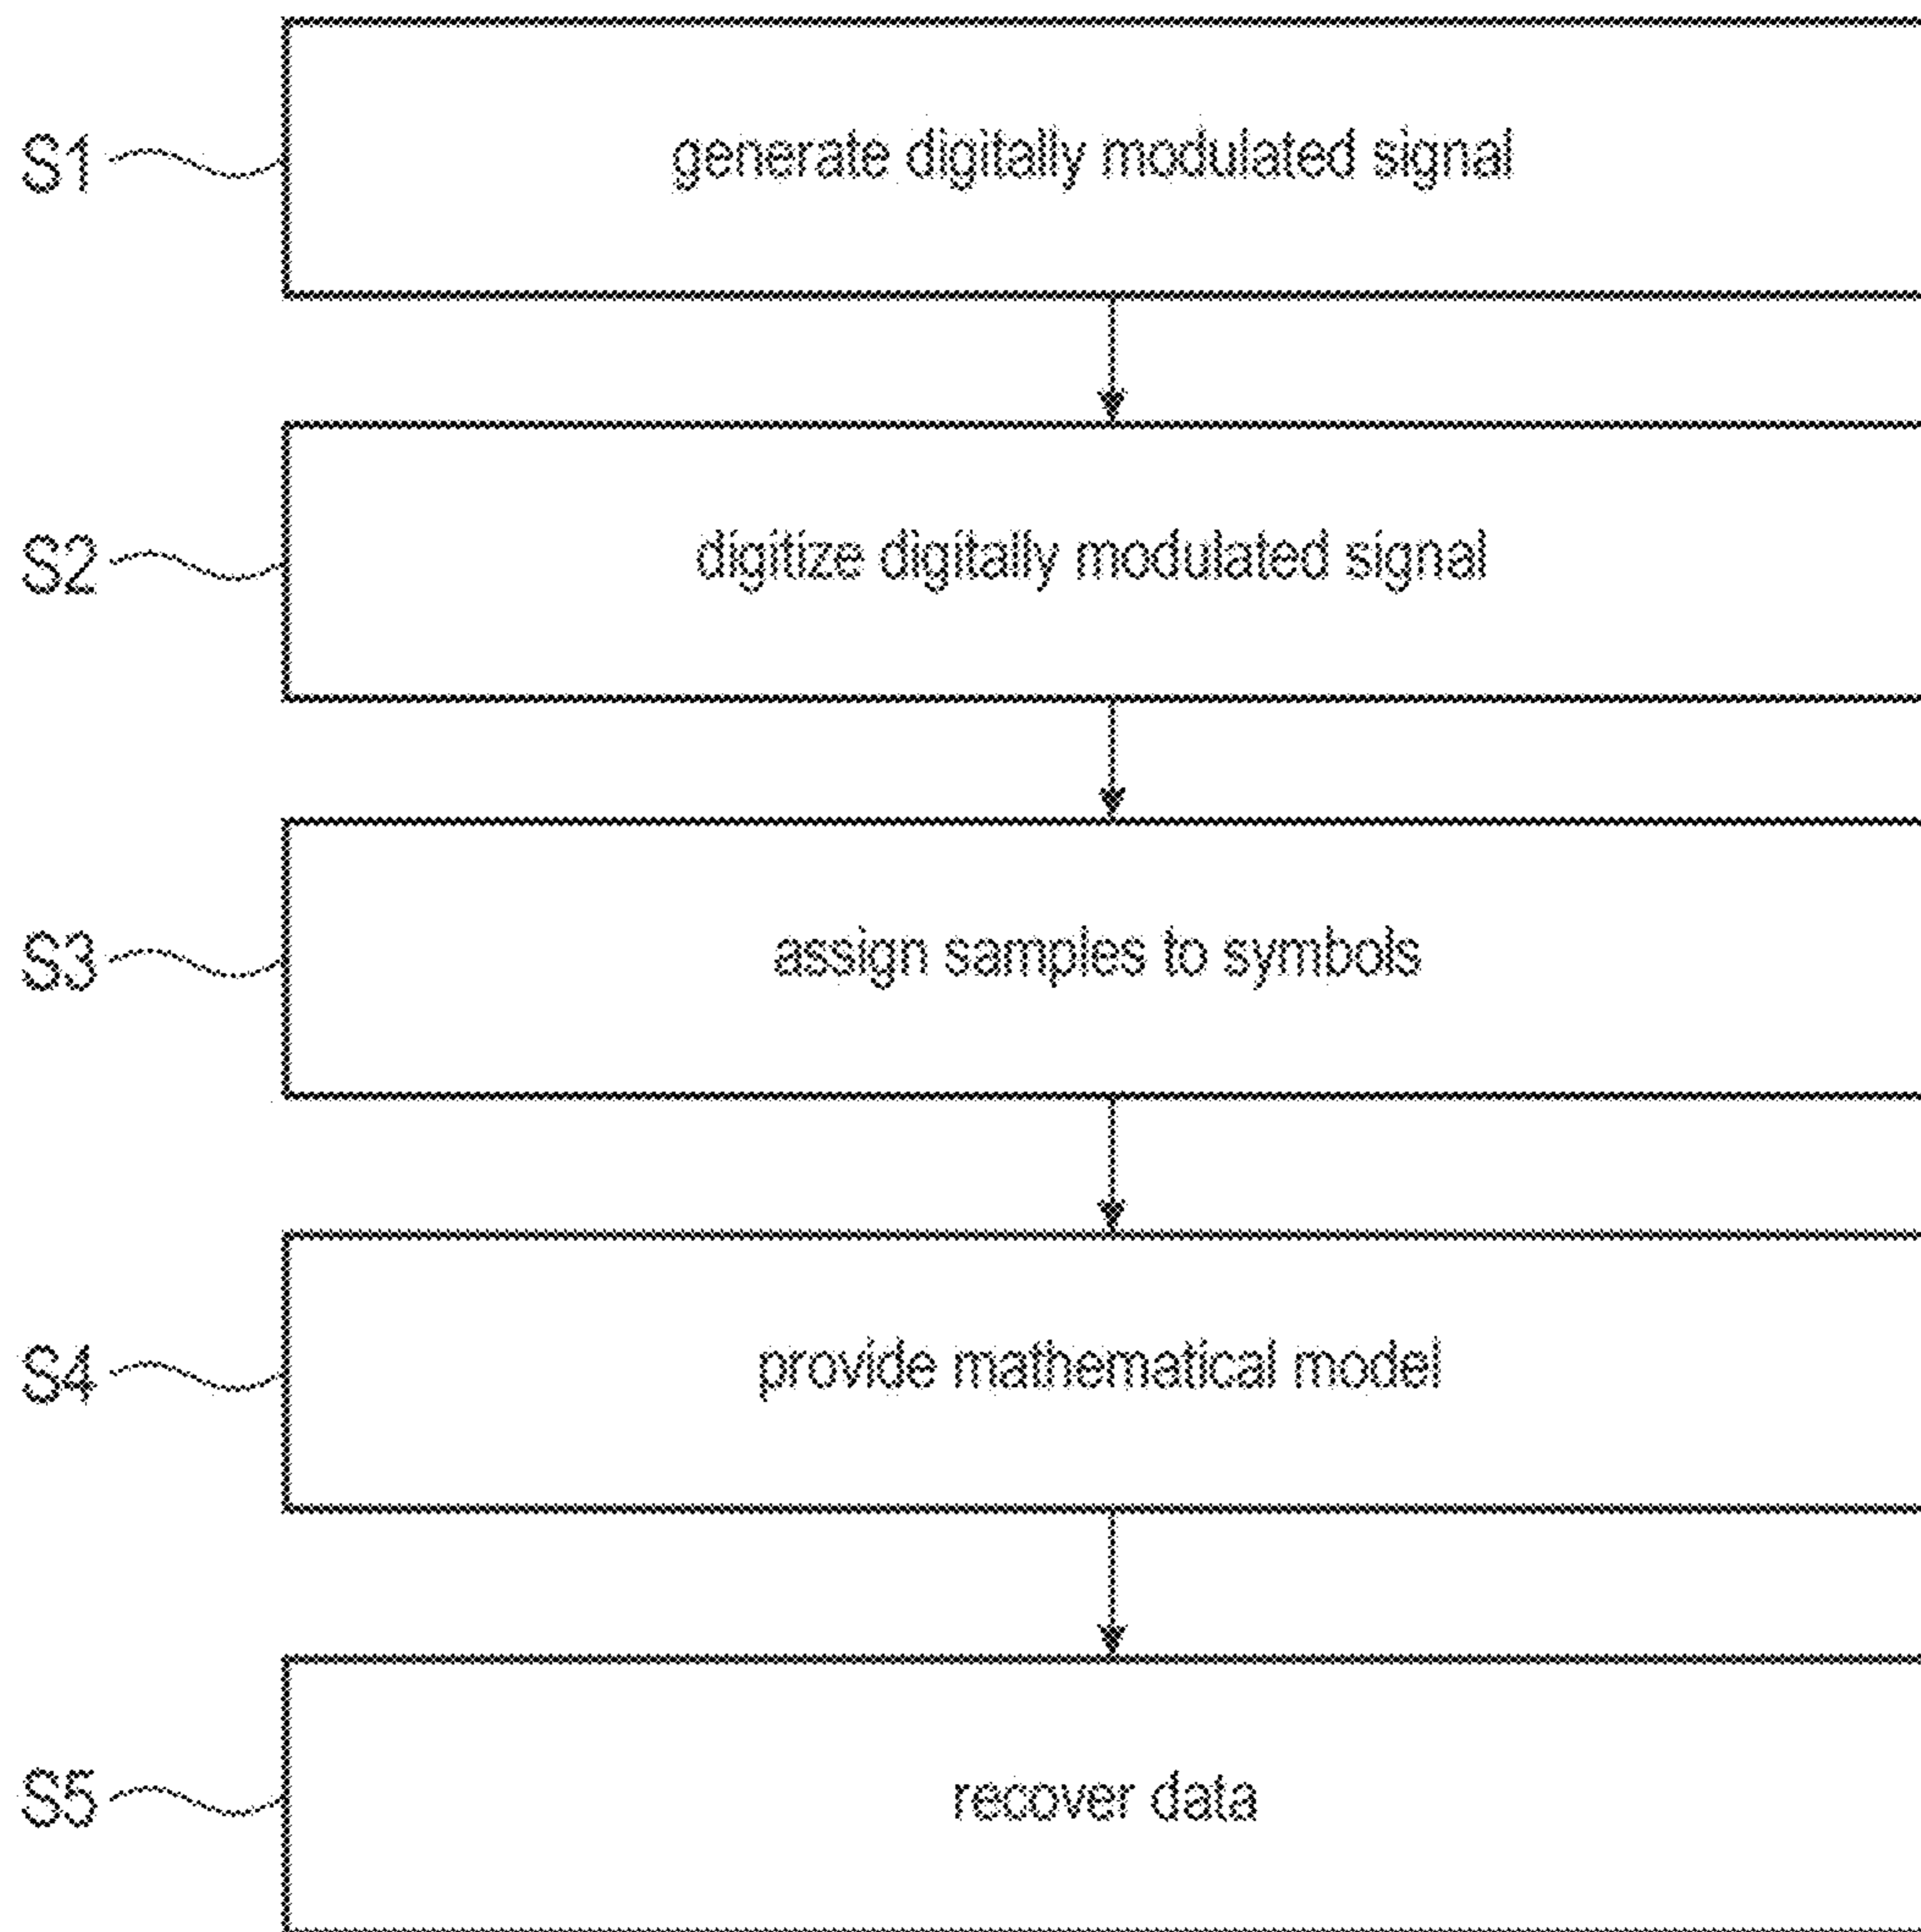 S1 generate digitally modulated signal
S2 digitize digitally modulated signal
S3 assign samples to symbols
S4 provide mathematical model
S5 recover data